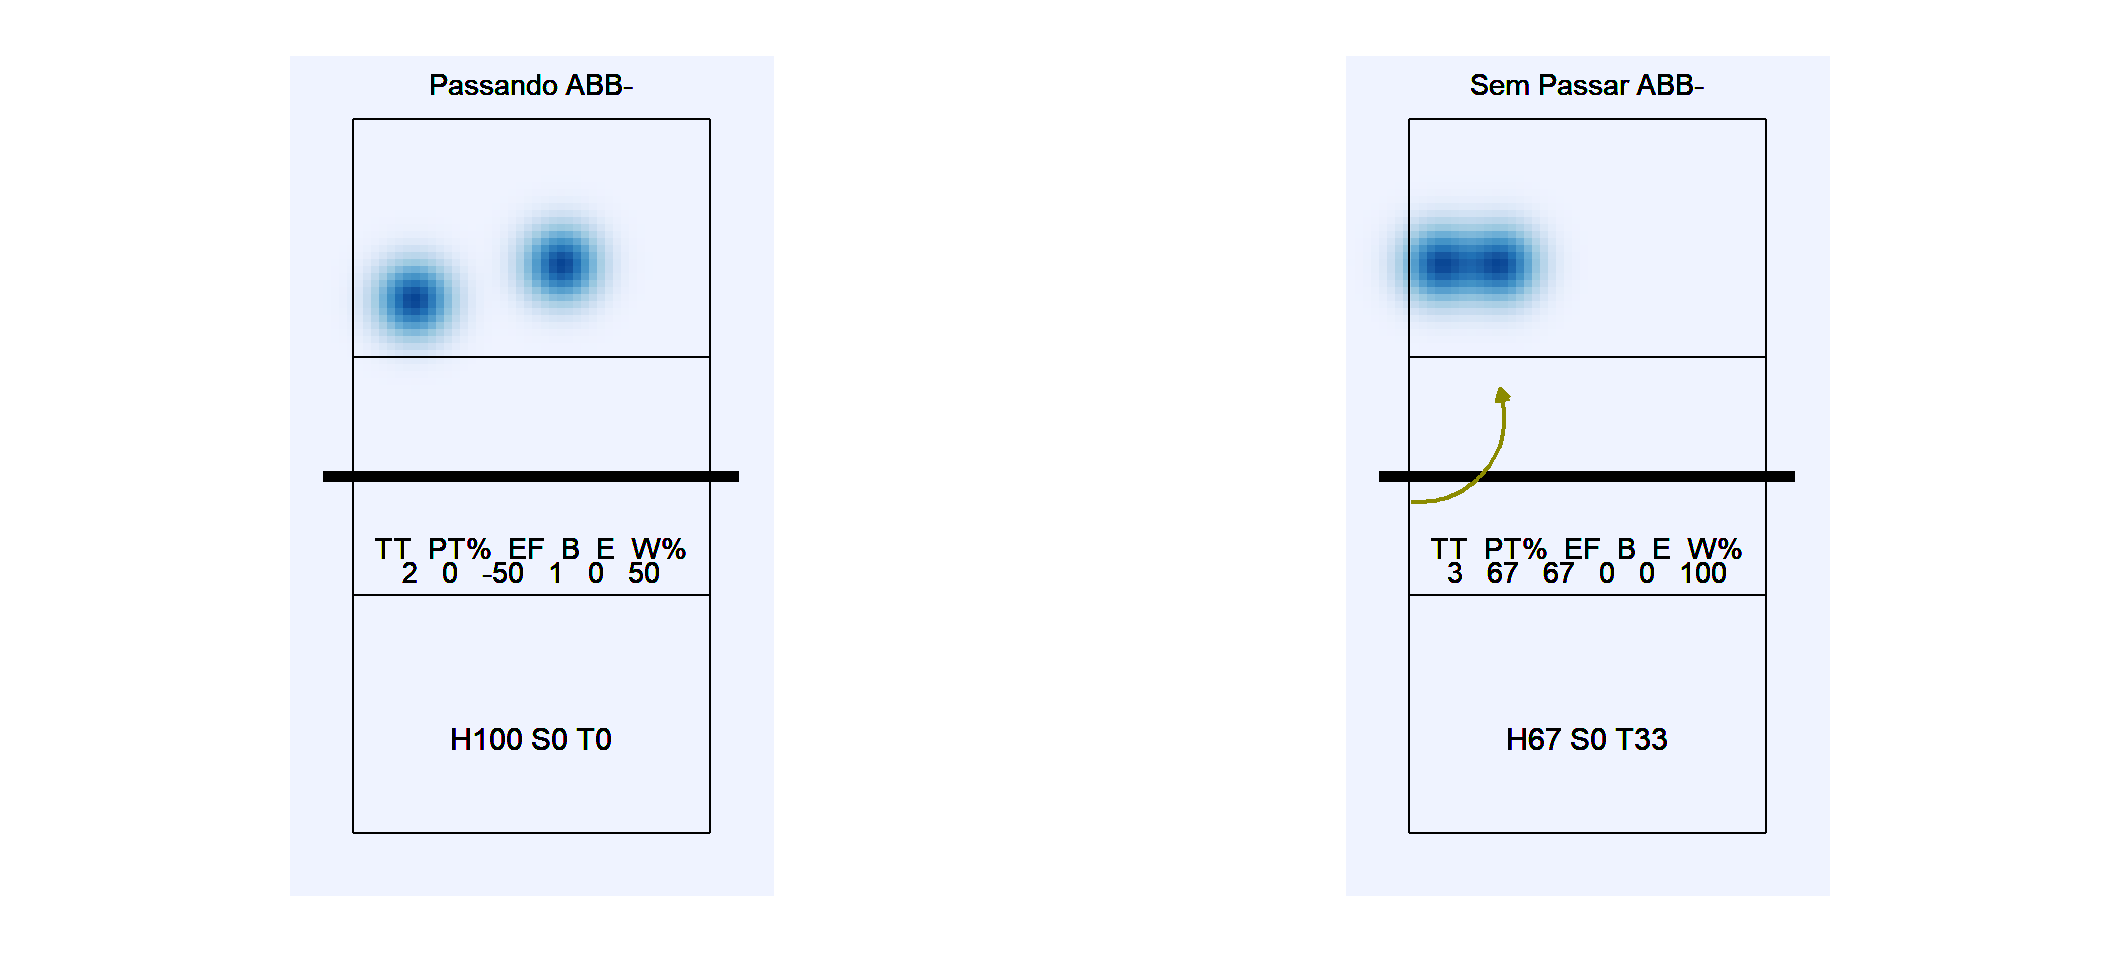 Passando ABB-
TT PT% EF B E W%
2 0 -50 1 0 50
H100 S0 T0
Sem Passar ABB-
TT PT% EF B E W%
3 67 67 0 0 100
H67 S0 T33